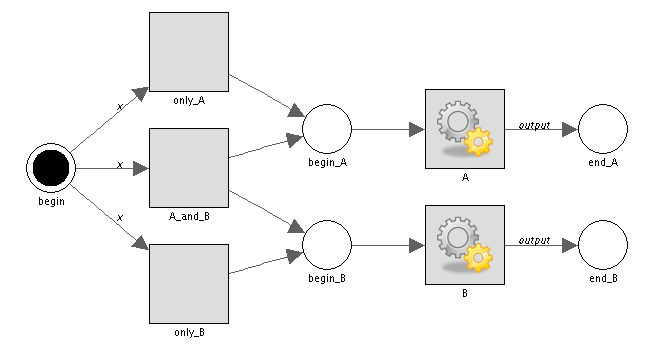 x
only_A
x
begin
A_and_B
x
only_B
begin_A
A
output
end_A
begin_B
B
output
end_B